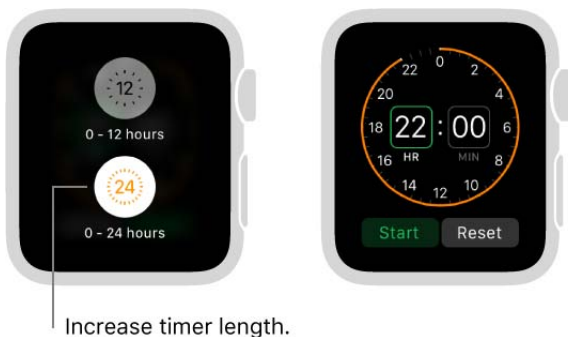 12
0 - 12 hours
24
0 - 24 hours
Increase timer length.
0
2
4
6
8
10
12
14
16
18
20
22
22 : 00
HR MIN
Start Reset